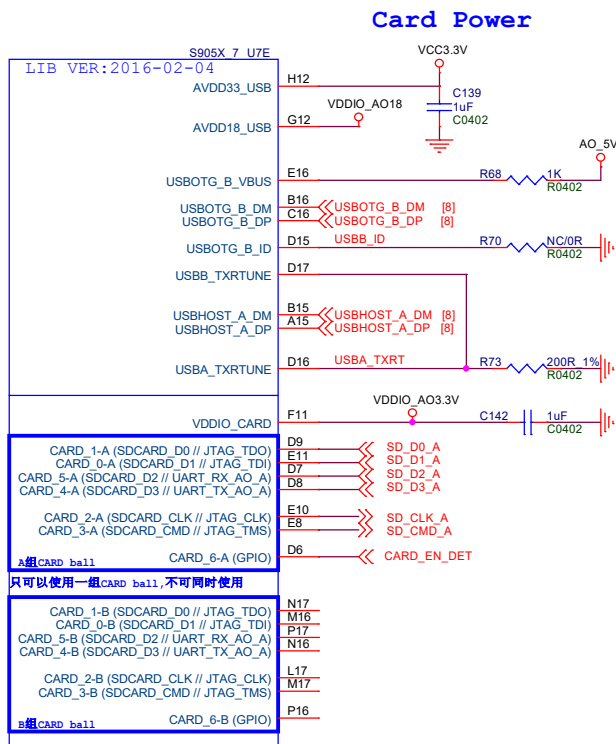 Card Power
S905X_7 U7E
LIB VER:2016-02-04
AVDD33_USB H12 VCC3.3V
C139
1uF
C0402
AVDD18_USB G12 VDDIO_AO18
AO_5V
USBOTG_B_VBUS E16 R68 1K
R0402
USBOTG_B_DM B16 USBOTG_B_DM [8]
USBOTG_B_DP C16 USBOTG_B_DP [8]
USBOTG_B_ID D15 USBB_ID R70 NC/0R
R0402
USBB_TXRTUNE D17
USBHOST_A_DM B15 USBHOST_A_DM [8]
USBHOST_A_DP A15 USBHOST_A_DP [8]
USBA_TXRTUNE D16 USBA_TXRT R73 200R_1%
R0402
VDDIO_AO3.3V
VDDIO_CARD F11 C142 1uF
C0402
CARD_1-A (SDCARD_D0 // JTAG_TDO) D9 SD_D0_A
CARD_0-A (SDCARD_D1 // JTAG_TDI) E11 SD_D1_A
CARD_5-A (SDCARD_D2 // UART_RX_AO_A) D7 SD_D2_A
CARD_4-A (SDCARD_D3 // UART_TX_AO_A) D8 SD_D3_A
CARD_2-A (SDCARD_CLK // JTAG_CLK) E10 SD_CLK_A
CARD_3-A (SDCARD_CMD // JTAG_TMS) E8 SD_CMD_A
CARD_6-A (GPIO) D6 CARD_EN_DET
A组CARD ball
只可以使用一组CARD ball,不可同时使用
CARD_1-B (SDCARD_D0 // JTAG_TDO) N17
CARD_0-B (SDCARD_D1 // JTAG_TDI) M16
CARD_5-B (SDCARD_D2 // UART_RX_AO_A) P17
CARD_4-B (SDCARD_D3 // UART_TX_AO_A) N16
CARD_2-B (SDCARD_CLK // JTAG_CLK) L17
CARD_3-B (SDCARD_CMD // JTAG_TMS) M17
CARD_6-B (GPIO) P16
B组CARD ball